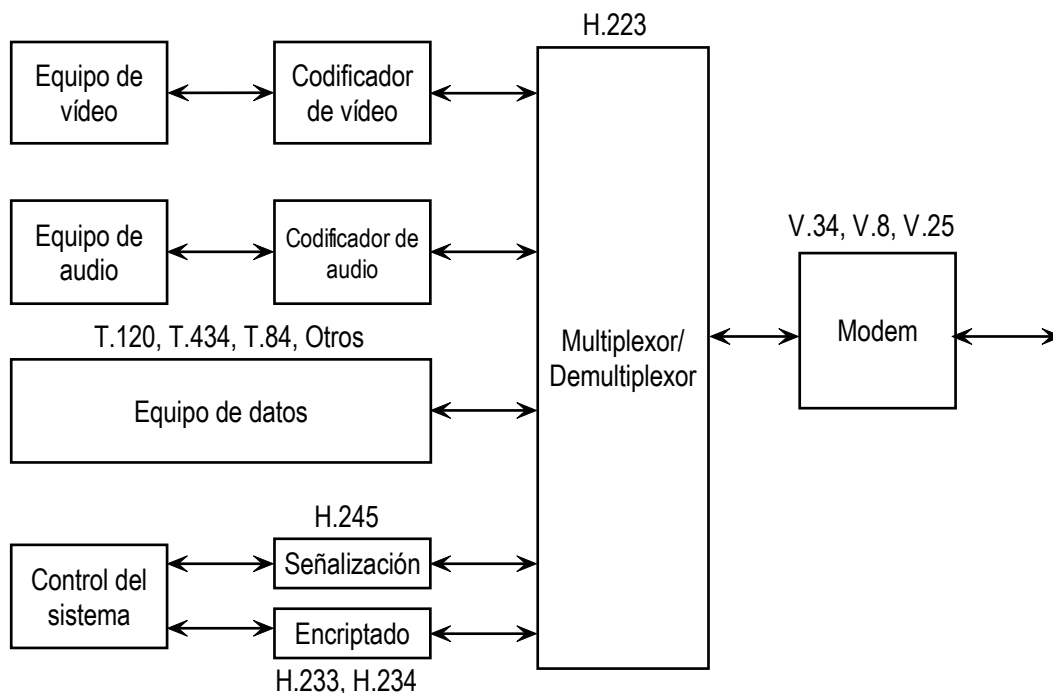 H.223
Equipo de
vídeo
Codificador
de vídeo
Equipo de
audio
Codificador de
audio
V.34, V.8, V.25
T.120, T.434, T.84, Otros
Equipo de datos
Multiplexor/
Demultiplexor
Modem
H.245
Control del
sistema
Señalización
Encriptado
H.233, H.234